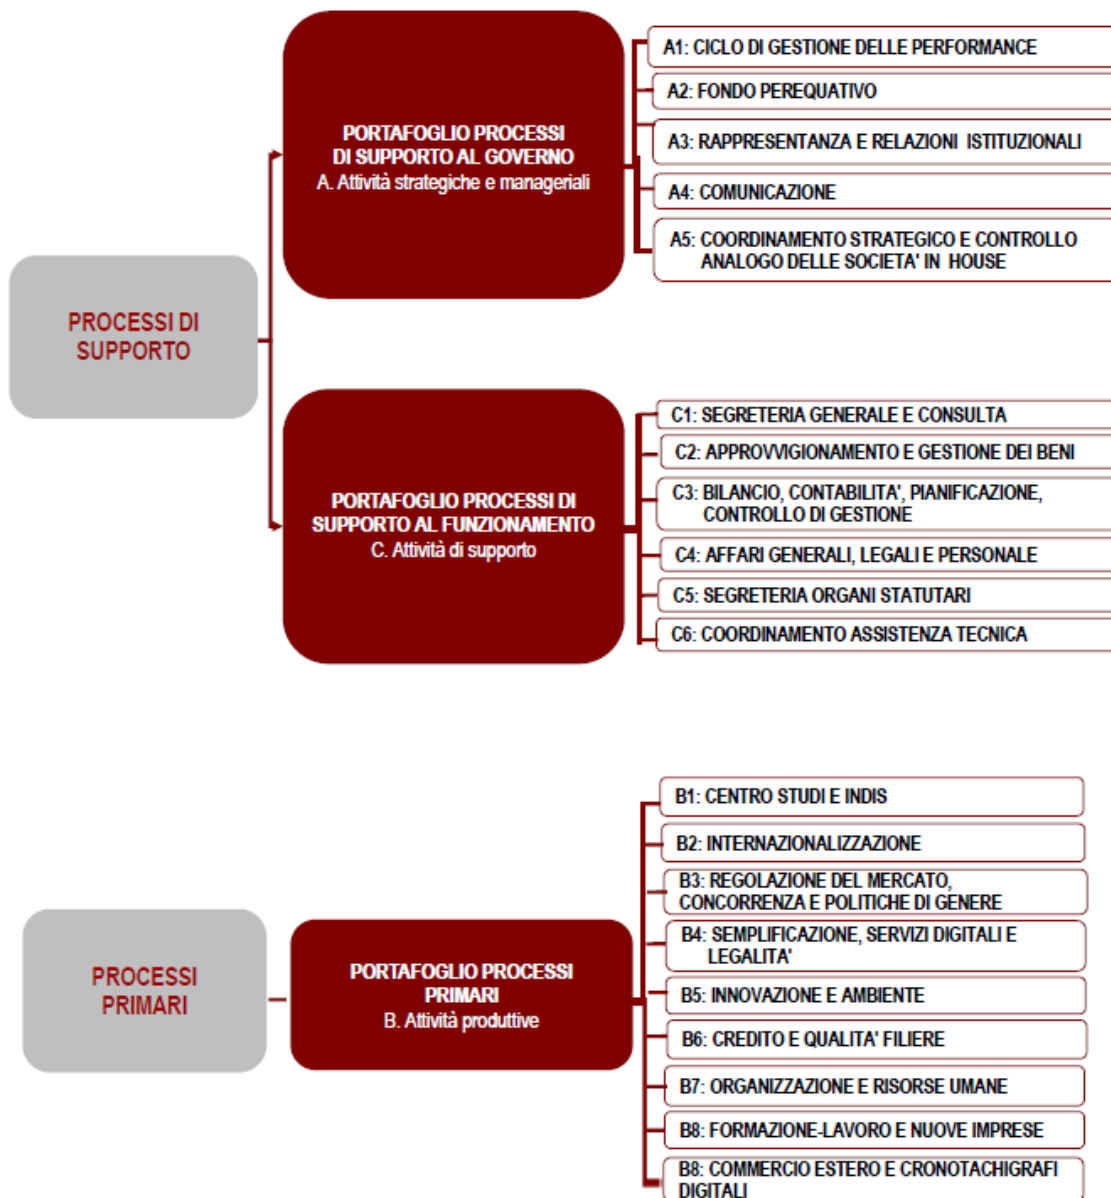 PROCESSI DI
SUPPORTO
PORTAFOGLIO PROCESSI
DI SUPPORTO AL GOVERNO
A. Attività strategiche e manageriali
A1: CICLO DI GESTIONE DELLE PERFORMANCE
A2: FONDO PEREQUATIVO
A3: RAPPRESENTANZA E RELAZIONI ISTITUZIONALI
A4: COMUNICAZIONE
A5: COORDINAMENTO STRATEGICO E CONTROLLO
ANALOGO DELLE SOCIETA' IN HOUSE
PORTAFOGLIO PROCESSI DI
SUPPORTO AL FUNZIONAMENTO
C. Attività di supporto
C1: SEGRETERIA GENERALE E CONSULTA
C2: APPROVVIGIONAMENTO E GESTIONE DEI BENI
C3: BILANCIO, CONTABILITA', PIANIFICAZIONE,
CONTROLLO DI GESTIONE
C4: AFFARI GENERALI, LEGALI E PERSONALE
C5: SEGRETERIA ORGANI STATUTARI
C6: COORDINAMENTO ASSISTENZA TECNICA
PROCESSI
PRIMARI
PORTAFOGLIO PROCESSI
PRIMARI
B. Attività produttive
B1: CENTRO STUDI E INDIS
B2: INTERNAZIONALIZZAZIONE
B3: REGOLAZIONE DEL MERCATO,
CONCORRENZA E POLITICHE DI GENERE
B4: SEMPLIFICAZIONE, SERVIZI DIGITALI E
LEGALITA'
B5: INNOVAZIONE E AMBIENTE
B6: CREDITO E QUALITA' FILIERE
B7: ORGANIZZAZIONE E RISORSE UMANE
B8: FORMAZIONE-LAVORO E NUOVE IMPRESE
B8: COMMERCIO ESTERO E CRONOTACHIGRAFI
DIGITALI